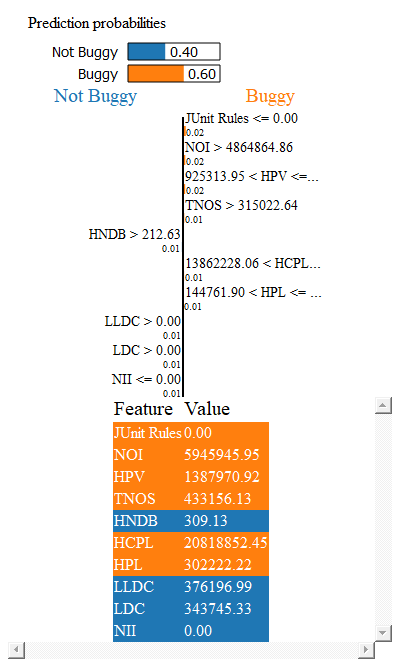 Prediction probabilities
Not Buggy 0.40
Buggy 0.60
Not Buggy Buggy
JUnit Rules <= 0.00
0.02
NOI > 4864864.86
0.02
925313.95 < HPV <=...
0.02
TNOS > 315022.64
0.01
HNDB > 212.63
0.01
13862228.06 < HCPL...
0.01
144761.90 < HPL <= ...
0.01
LLDC > 0.00
0.01
LDC > 0.00
0.01
NII <= 0.00
0.01
Feature Value
JUnit Rules 0.00
NOI 5945945.95
HPV 1387970.92
TNOS 433156.13
HNDB 309.13
HCPL 20818852.45
HPL 302222.22
LLDC 376196.99
LDC 343745.33
NII 0.00